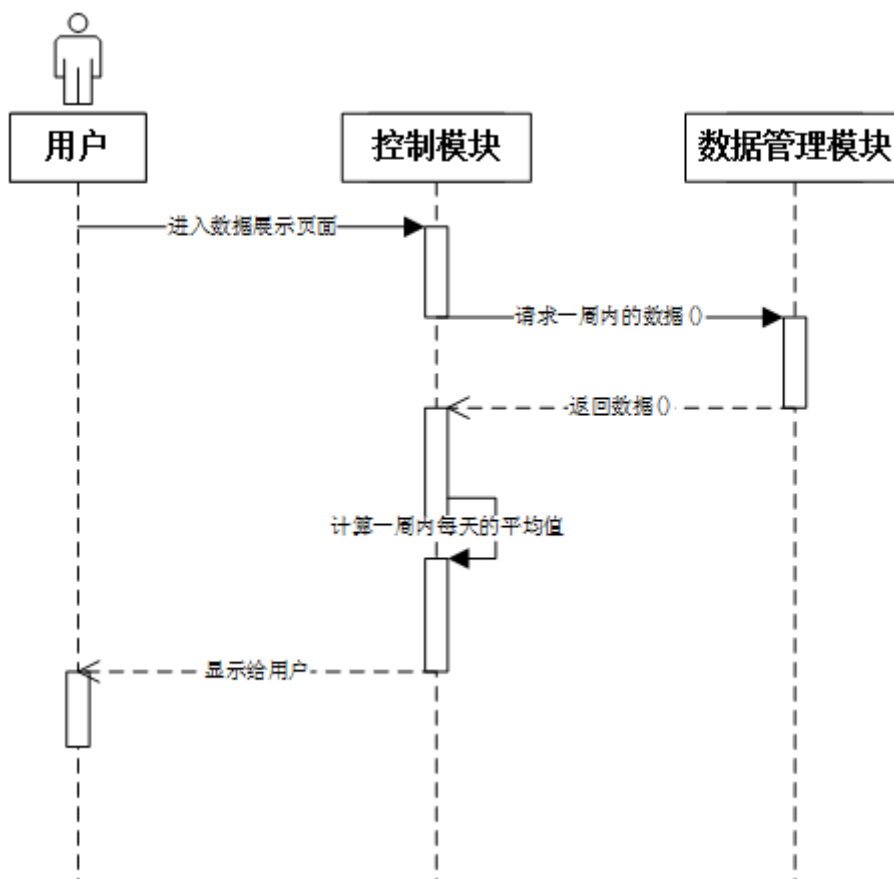 用户
控制模块
数据管理模块
进入数据展示页面
请求一周内的数据()
返回数据()
计算一周内每天的平均值
显示给用户